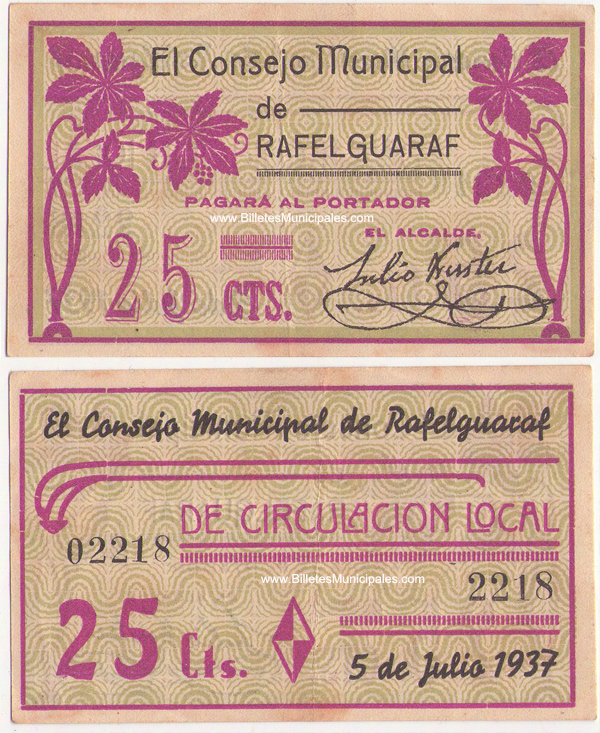 El Consejo Municipal
de
RAFELGUARAF
PAGARÁ AL PORTADOR
www.BilletesMunicipales.com
EL ALCALDE,
25 CTS.
Julio
El Consejo Municipal de Rafelguaraf
DE CIRCULACION LOCAL
02218
www.BilletesMunicipales.com
2218
25 Cts.
5 de Julio 1937